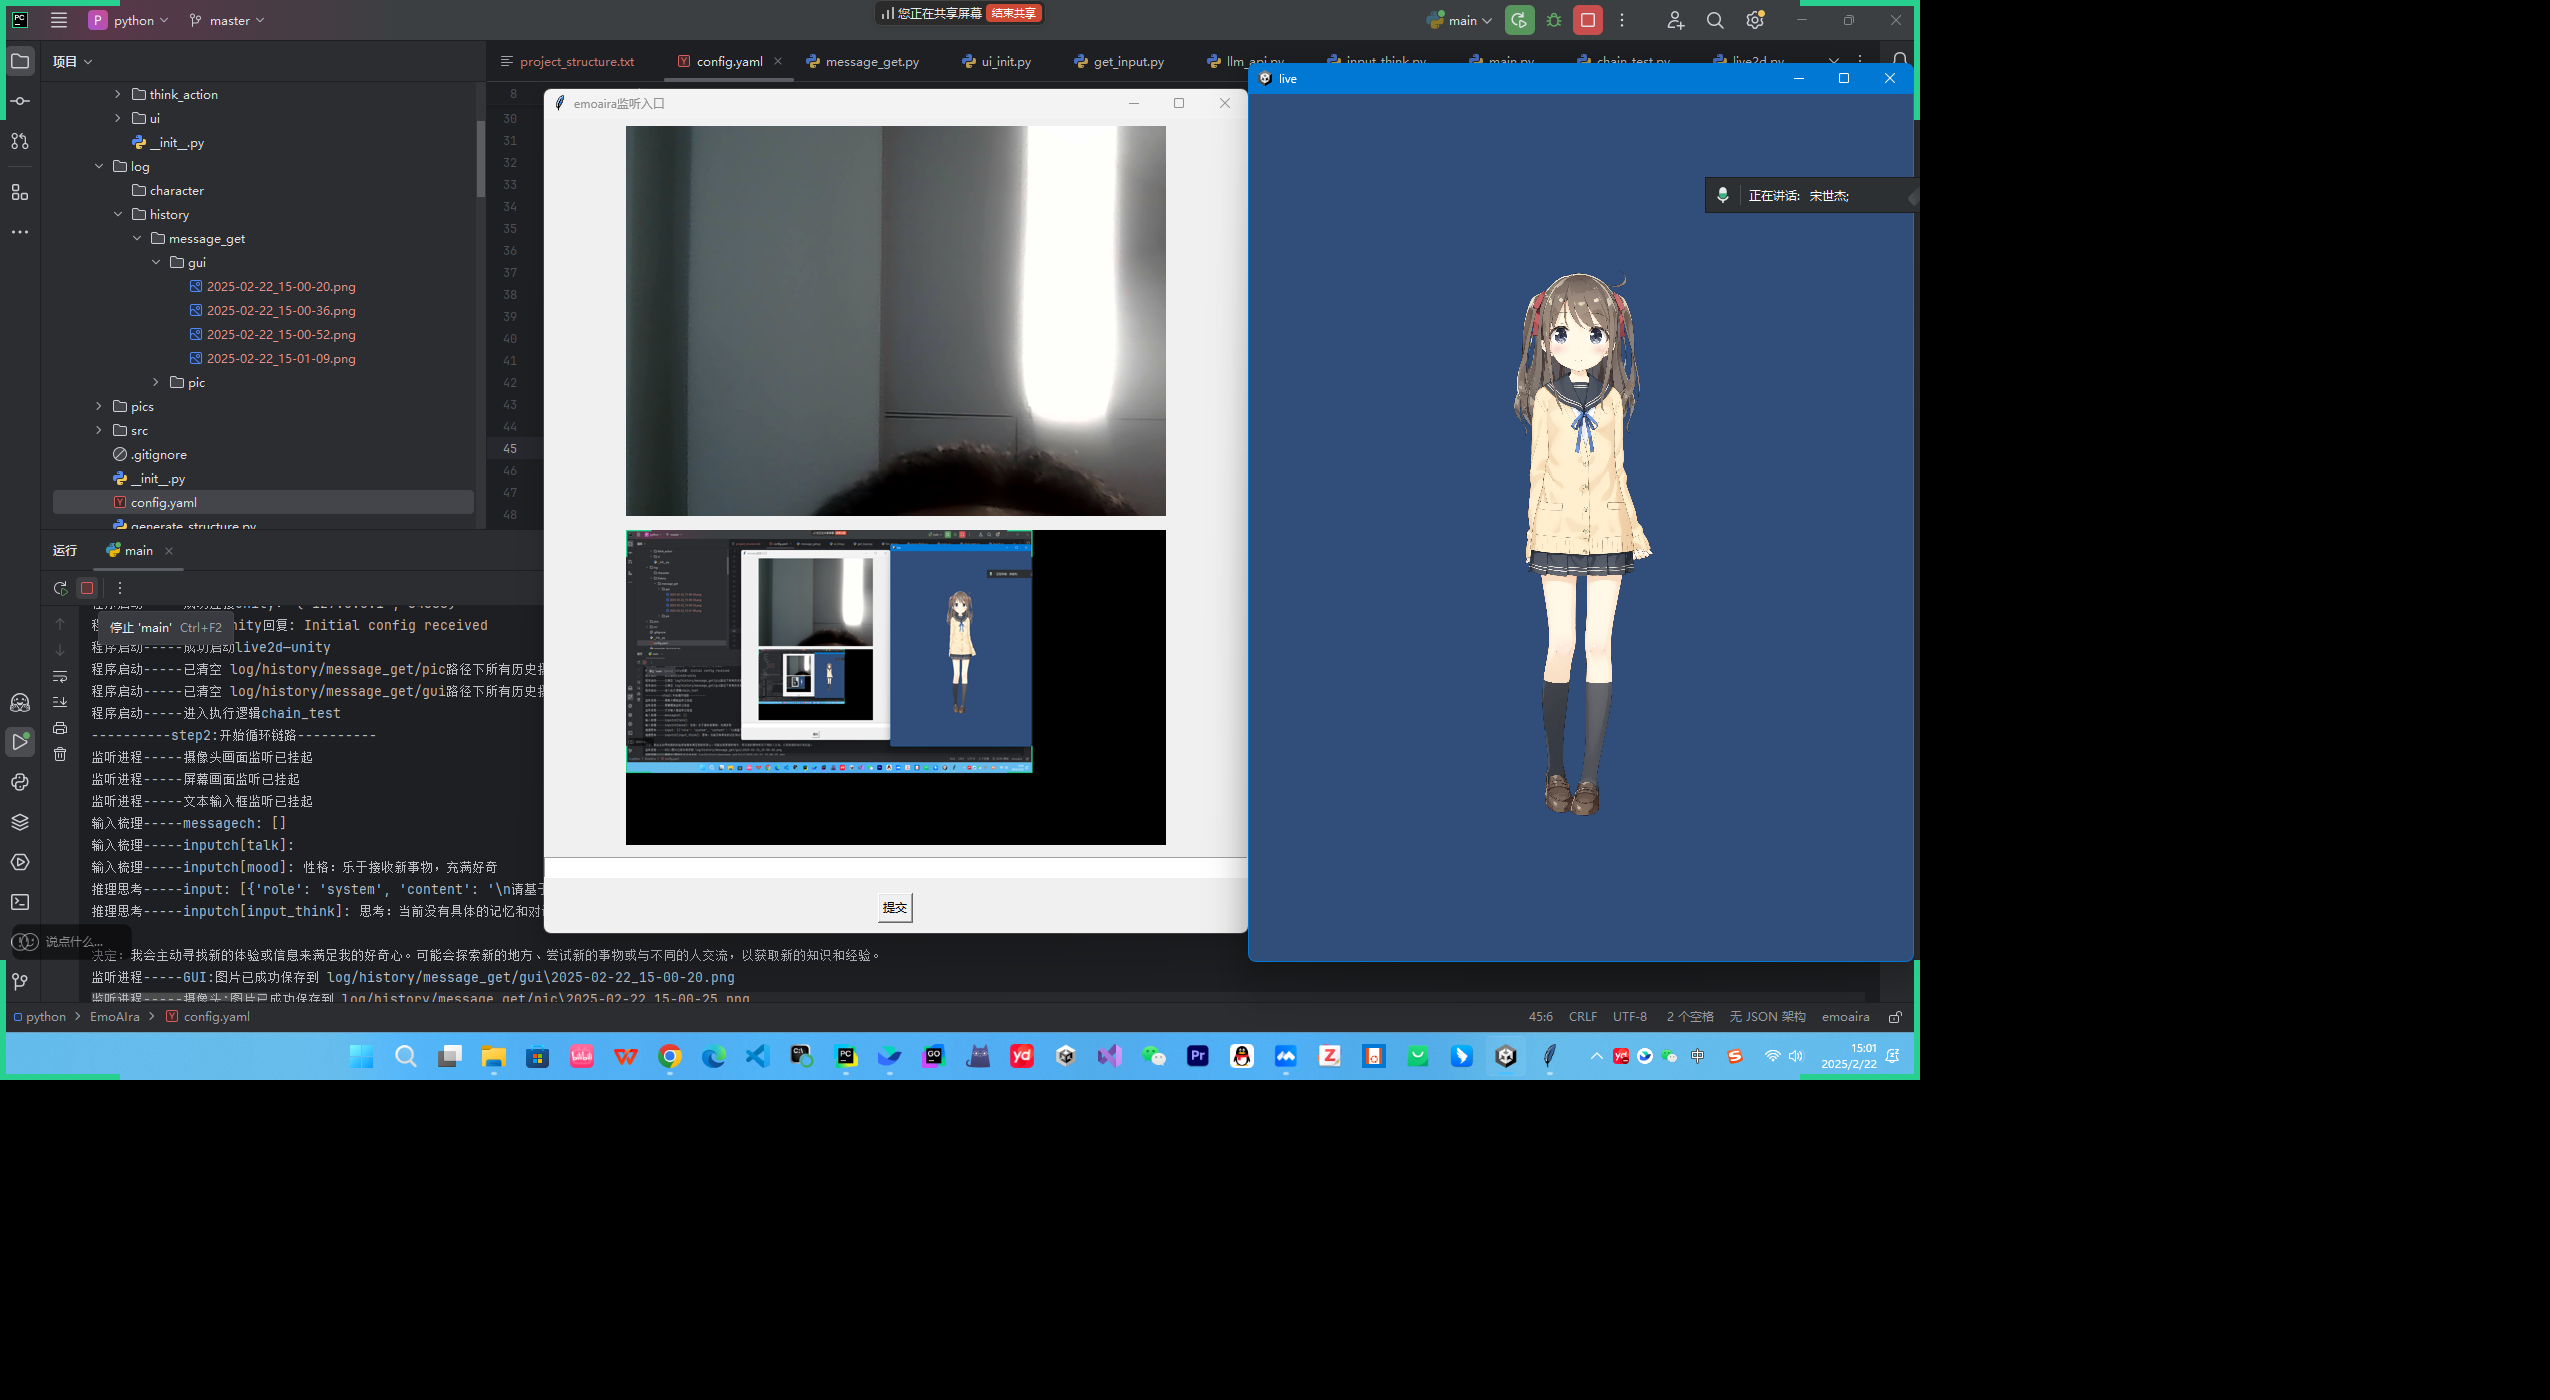 python
master
您正在共享屏幕 结束共享
main
项目
project_structure.txt
config.yaml
message_get.py
ui_init.py
get_input.py
llm_api.py
input_think.py
main.py
chain_test.py
live2d.py
think_action
ui
__init__.py
log
character
history
message_get
gui
2025-02-22_15-00-20.png
2025-02-22_15-00-36.png
2025-02-22_15-00-52.png
2025-02-22_15-01-09.png
pic
pics
src
.gitignore
__init__.py
config.yaml
generate_structure.py
8
30
31
32
33
34
35
36
37
38
39
40
41
42
43
44
45
46
47
48
emoaira监听入口
提交
live
正在讲话: 宋世杰;
运行
main
停止 'main' Ctrl+F2
nity回复: Initial config received
程序启动-----成功启动live2d-unity
程序启动-----已清空 log/history/message_get/pic路径下所有历史
程序启动-----已清空 log/history/message_get/gui路径下所有历史
程序启动-----进入执行逻辑chain_test
----------step2:开始循环链路----------
监听进程-----摄像头画面监听已挂起
监听进程-----屏幕画面监听已挂起
监听进程-----文本输入框监听已挂起
输入梳理-----messagech: []
输入梳理-----inputch[talk]:
输入梳理-----inputch[mood]: 性格：乐于接收新事物，充满好奇
推理思考-----input: [{'role': 'system', 'content': '\n请基于
推理思考-----inputch[input_think]: 思考：当前没有具体的记忆和对
说点什么...
决定：我会主动寻找新的体验或信息来满足我的好奇心。可能会探索新的地方、尝试新的事物或与不同的人交流，以获取新的知识和经验。
监听进程-----GUI:图片已成功保存到 log/history/message_get/gui\2025-02-22_15-00-20.png
监听进程-----摄像头:图片已成功保存到 log/history/message_get/pic\2025-02-22_15-00-25.png
python
EmoAIra
config.yaml
45:6
CRLF
UTF-8
2 个空格
无 JSON 架构
emoaira
15:01
2025/2/22